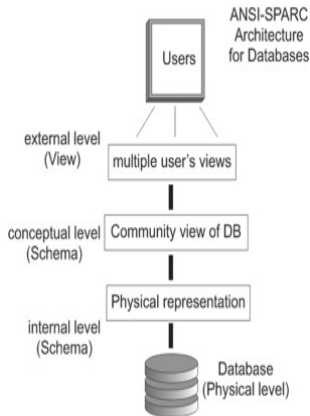 ANSI-SPARC
Architecture
for Databases
Users
external level
(View)
multiple user's views
conceptual level
(Schema)
Community view of DB
Physical representation
internal level
(Schema)
Database
(Physical level)